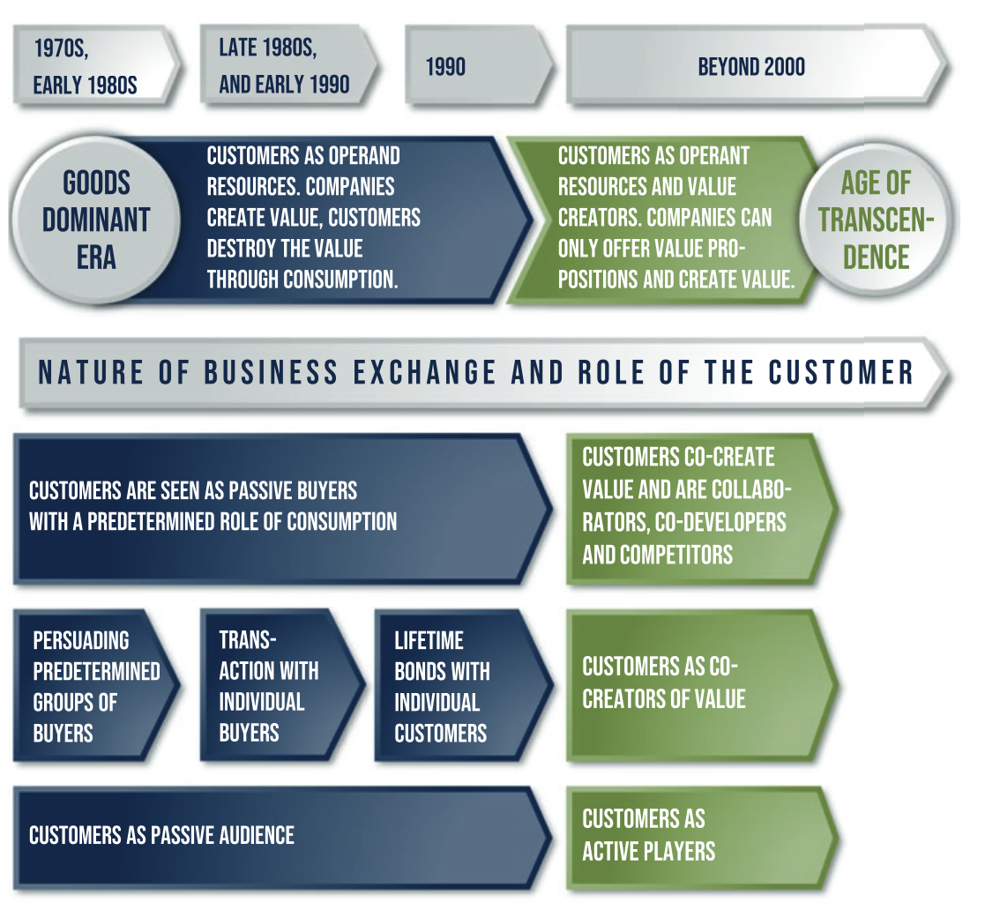 1970S,
EARLY 1980S
LATE 1980S,
AND EARLY 1990
1990
BEYOND 2000
GOODS
DOMINANT
ERA
CUSTOMERS AS OPERAND
RESOURCES. COMPANIES
CREATE VALUE, CUSTOMERS
DESTROY THE VALUE
THROUGH CONSUMPTION.
CUSTOMERS AS OPERANT
RESOURCES AND VALUE
CREATORS. COMPANIES CAN
ONLY OFFER VALUE PRO-
POSITIONS AND CREATE VALUE.
AGE OF
TRANSCEN-
DENCE
NATURE OF BUSINESS EXCHANGE AND ROLE OF THE CUSTOMER
CUSTOMERS ARE SEEN AS PASSIVE BUYERS
WITH A PREDETERMINED ROLE OF CONSUMPTION
CUSTOMERS CO-CREATE
VALUE AND ARE COLLABO-
RATORS, CO-DEVELOPERS
AND COMPETITORS
PERSUADING
PREDETERMINED
GROUPS OF
BUYERS
TRANS-
ACTION WITH
INDIVIDUAL
BUYERS
LIFETIME
BONDS WITH
INDIVIDUAL
CUSTOMERS
CUSTOMERS AS CO-
CREATORS OF VALUE
CUSTOMERS AS PASSIVE AUDIENCE
CUSTOMERS AS
ACTIVE PLAYERS